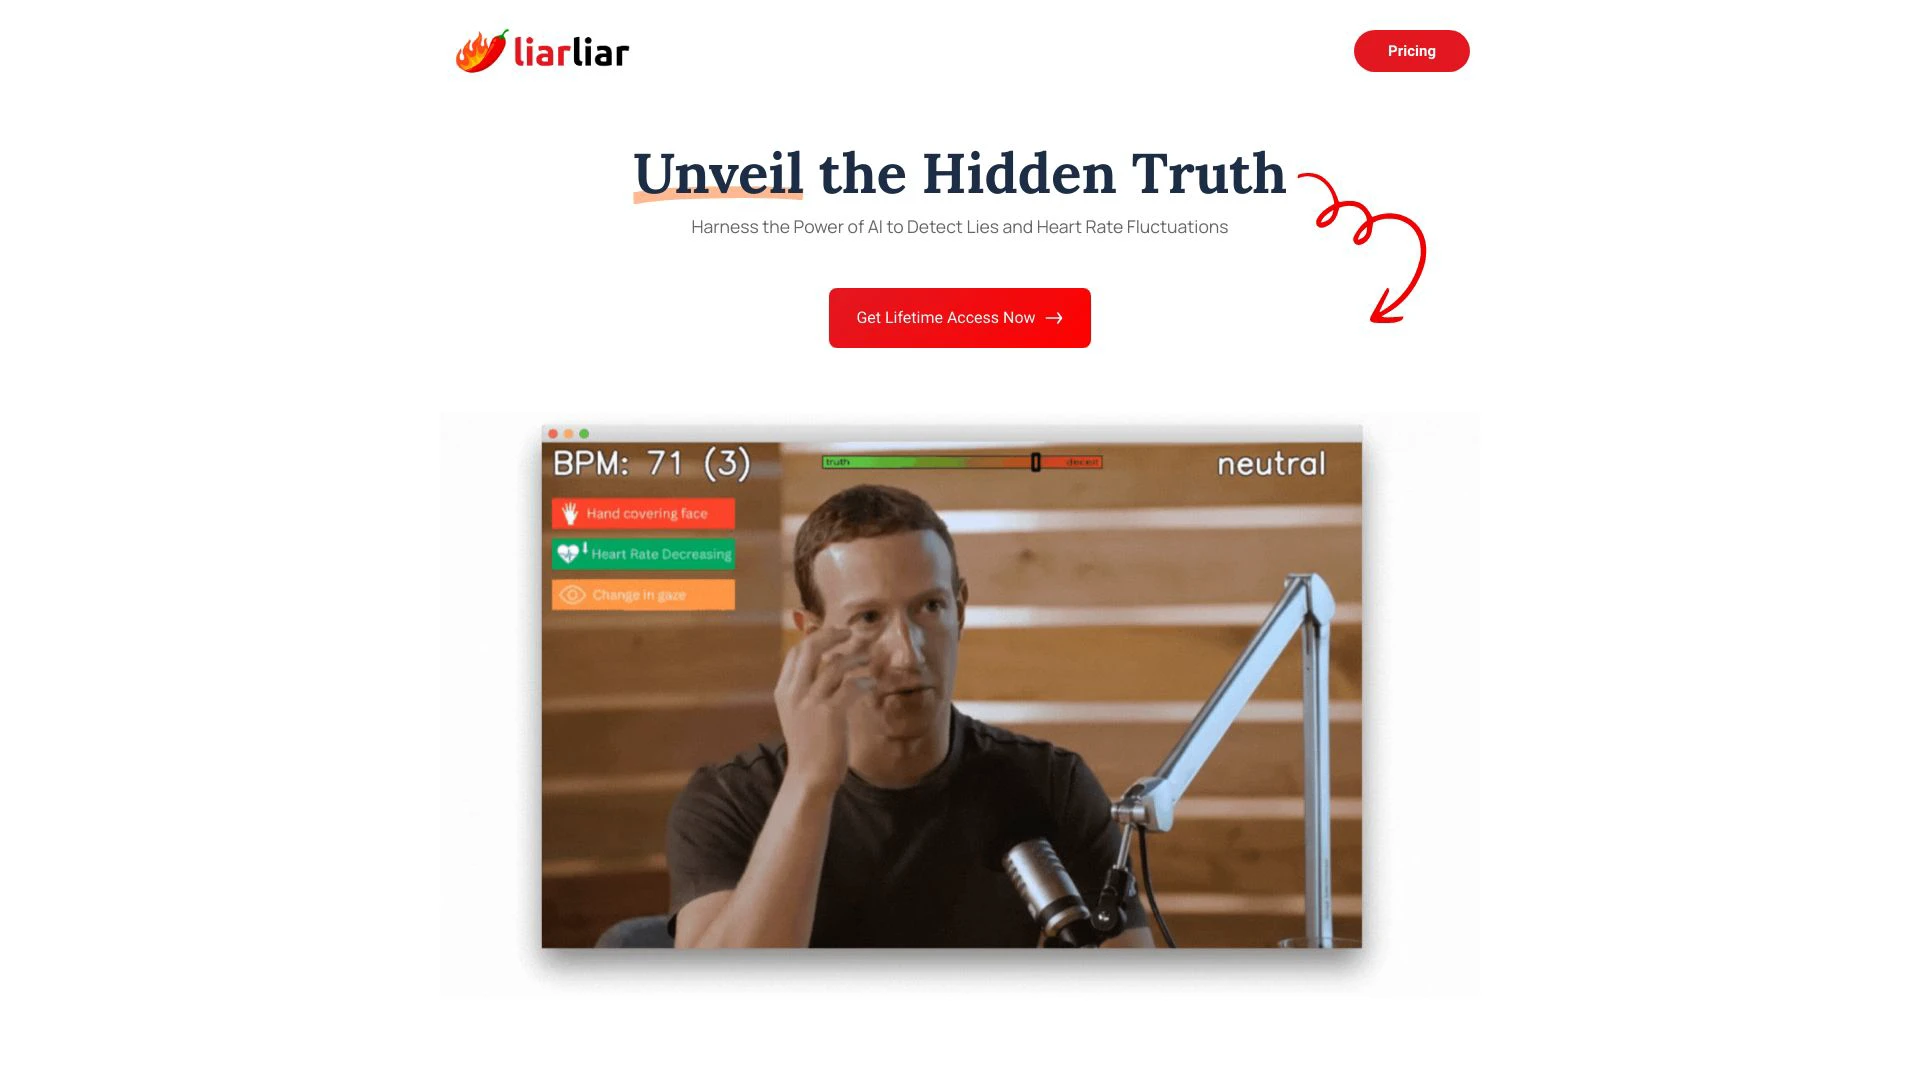 liarliar
Pricing
Unveil the Hidden Truth
Harness the Power of AI to Detect Lies and Heart Rate Fluctuations
Get Lifetime Access Now
BPM: 71 (3)
truth
deceit
neutral
Hand covering face
Heart Rate Decreasing
Change in gaze